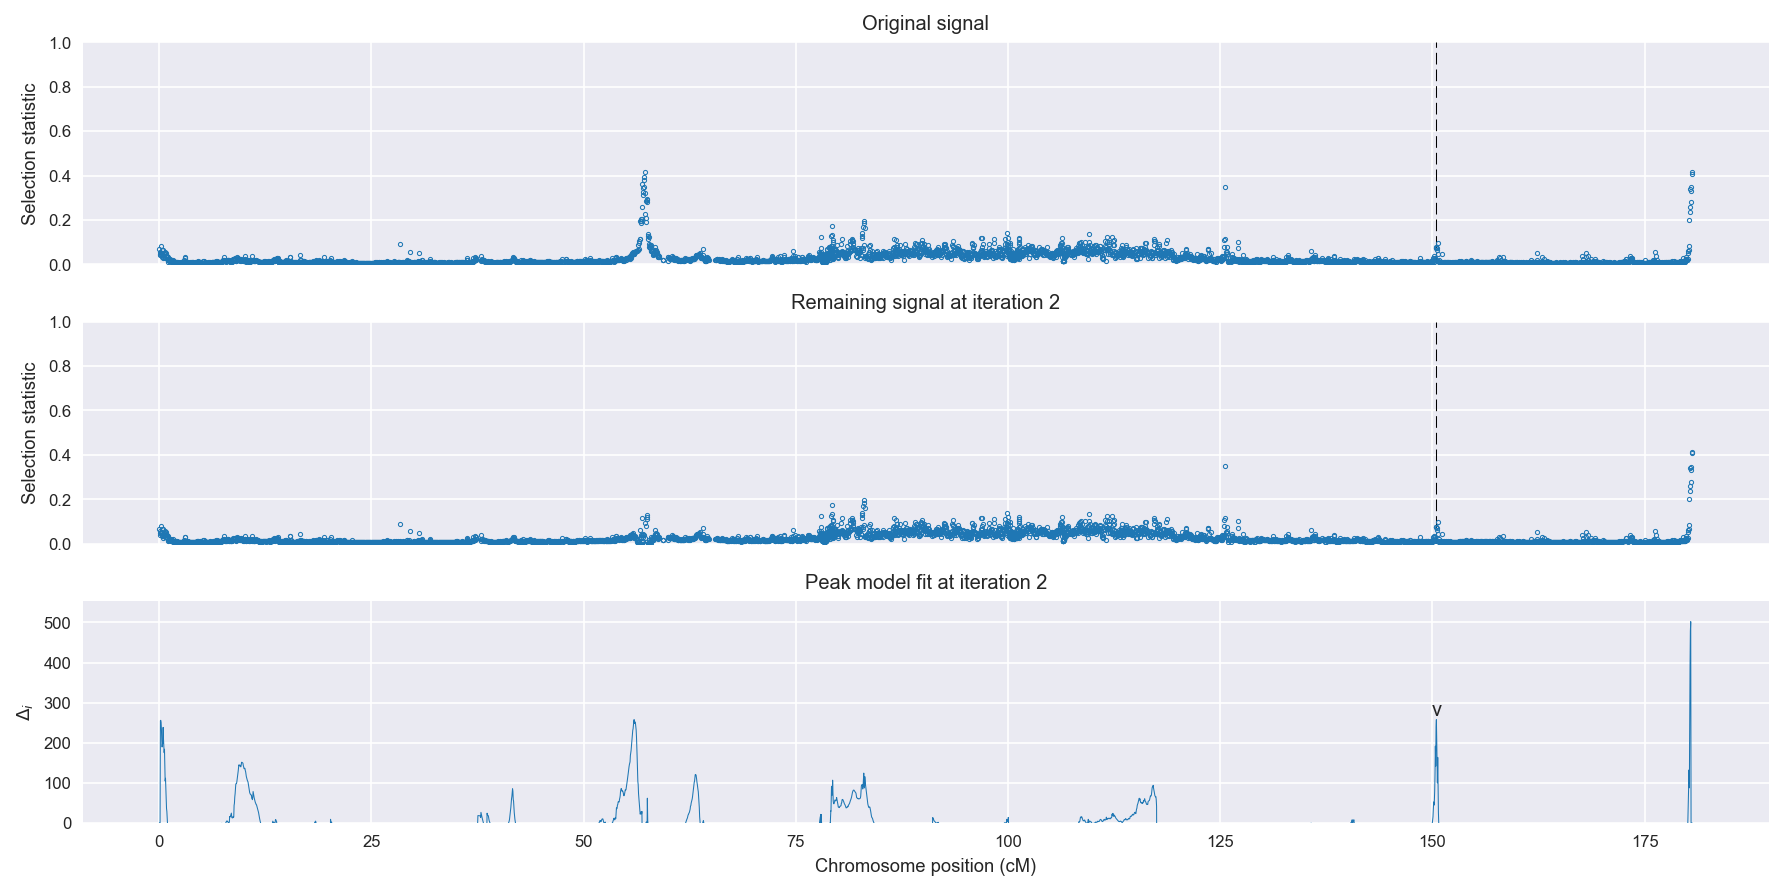 Original signal
Selection statistic
1.0
0.8
0.6
0.4
0.2
0.0
Remaining signal at iteration 2
Selection statistic
1.0
0.8
0.6
0.4
0.2
0.0
Peak model fit at iteration 2
Δi
500
400
300
200
100
0
v
0 25 50 75 100 125 150 175
Chromosome position (cM)